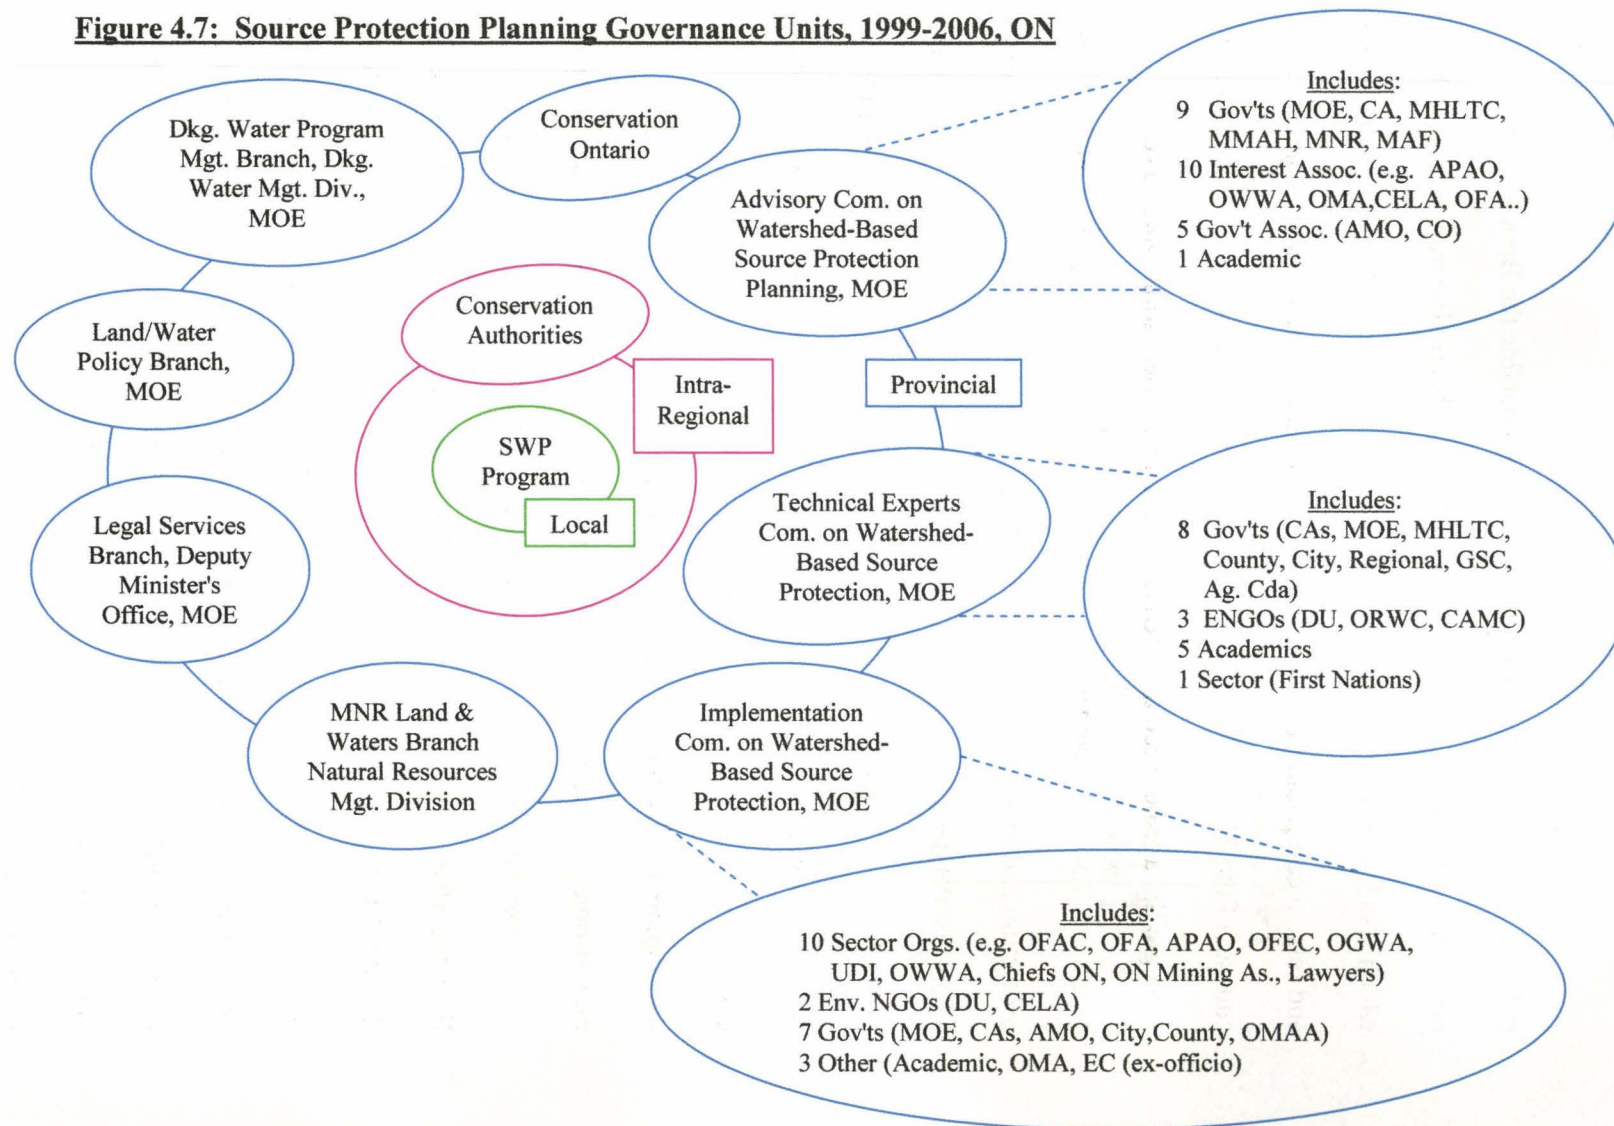 Figure 4.7: Source Protection Planning Governance Units, 1999-2006, ON
Dkg. Water Program
Mgt. Branch, Dkg.
Water Mgt. Div.,
MOE
Conservation
Ontario
Advisory Com. on
Watershed-Based
Source Protection
Planning, MOE
Includes:
9 Gov'ts (MOE, CA, MHLTC,
MMAH, MNR, MAF)
10 Interest Assoc. (e.g. APAO,
OWWA, OMA,CELA, OFA..)
5 Gov't Assoc. (AMO, CO)
1 Academic
Land/Water
Policy Branch,
MOE
Conservation
Authorities
Intra-
Regional
Provincial
SWP
Program
Local
Legal Services
Branch, Deputy
Minister's
Office, MOE
Technical Experts
Com. on Watershed-
Based Source
Protection, MOE
Includes:
8 Gov'ts (CAs, MOE, MHLTC,
County, City, Regional, GSC,
Ag. Cda)
3 ENGOs (DU, ORWC, CAMC)
5 Academics
1 Sector (First Nations)
MNR Land &
Waters Branch
Natural Resources
Mgt. Division
Implementation
Com. on Watershed-
Based Source
Protection, MOE
Includes:
10 Sector Orgs. (e.g. OFAC, OFA, APAO, OFEC, OGWA,
UDI, OWWA, Chiefs ON, ON Mining As., Lawyers)
2 Env. NGOs (DU, CELA)
7 Gov'ts (MOE, CAs, AMO, City,County, OMAA)
3 Other (Academic, OMA, EC (ex-officio)